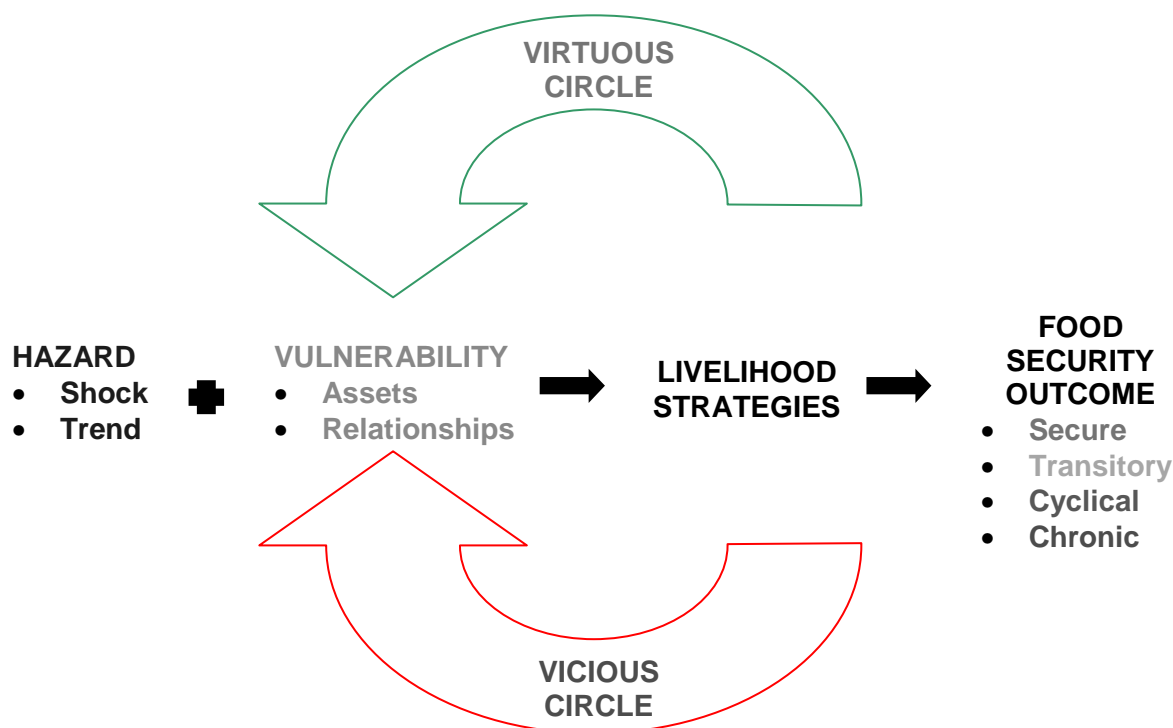 VIRTUOUS
CIRCLE
HAZARD
• Shock
• Trend
VULNERABILITY
• Assets
• Relationships
LIVELIHOOD
STRATEGIES
FOOD
SECURITY
OUTCOME
• Secure
• Transitory
• Cyclical
• Chronic
VICIOUS
CIRCLE